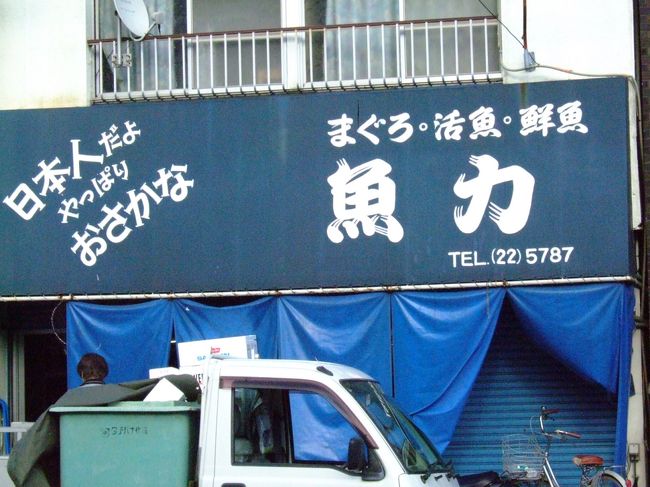 日本人だよ
やっぱり
おさかな
まぐろ。活魚。鮮魚
魚力
TEL.(22)5787